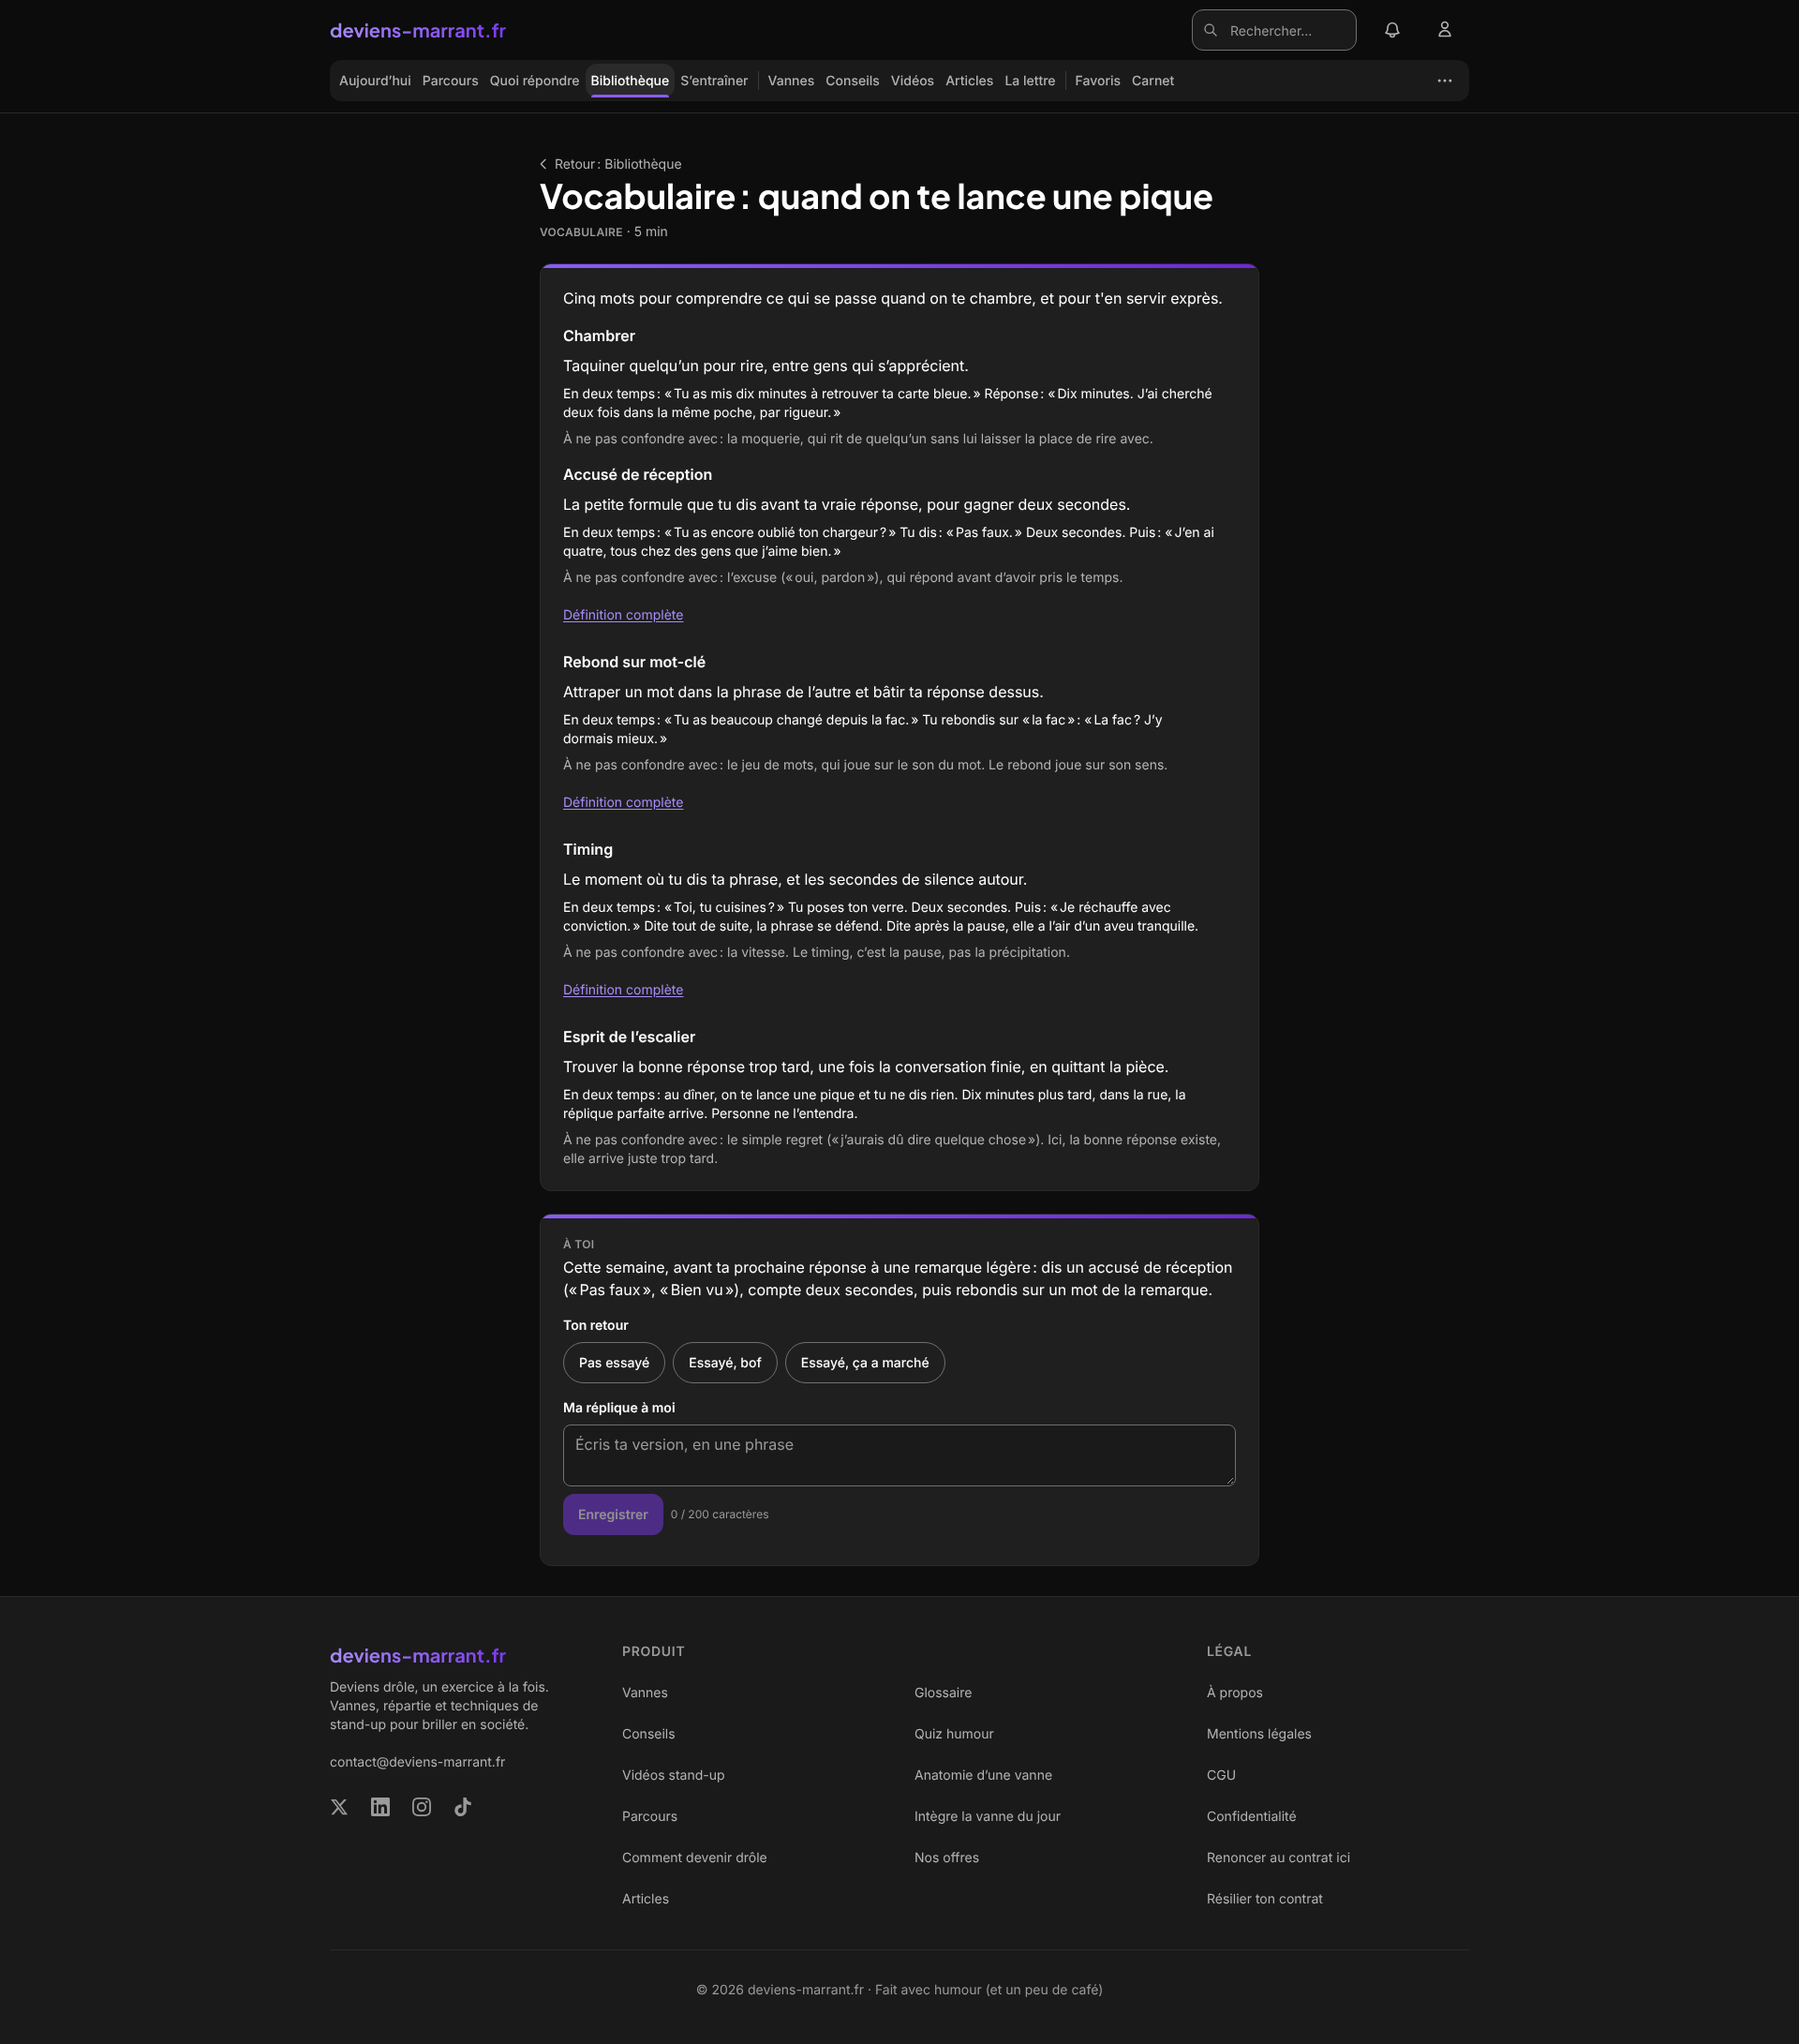 deviens-marrant.fr
Rechercher...
Aujourd’hui Parcours Quoi répondre Bibliothèque S’entraîner Vannes Conseils Vidéos Articles La lettre Favoris Carnet
Retour : Bibliothèque
Vocabulaire : quand on te lance une pique
VOCABULAIRE · 5 min
Cinq mots pour comprendre ce qui se passe quand on te chambre, et pour t'en servir exprès.
Chambrer
Taquiner quelqu’un pour rire, entre gens qui s’apprécient.
En deux temps : « Tu as mis dix minutes à retrouver ta carte bleue. » Réponse : « Dix minutes. J’ai cherché
deux fois dans la même poche, par rigueur. »
À ne pas confondre avec : la moquerie, qui rit de quelqu’un sans lui laisser la place de rire avec.
Accusé de réception
La petite formule que tu dis avant ta vraie réponse, pour gagner deux secondes.
En deux temps : « Tu as encore oublié ton chargeur ? » Tu dis : « Pas faux. » Deux secondes. Puis : « J’en ai
quatre, tous chez des gens que j’aime bien. »
À ne pas confondre avec : l’excuse (« oui, pardon »), qui répond avant d’avoir pris le temps.
Définition complète
Rebond sur mot-clé
Attraper un mot dans la phrase de l’autre et bâtir ta réponse dessus.
En deux temps : « Tu as beaucoup changé depuis la fac. » Tu rebondis sur « la fac » : « La fac ? J’y
dormais mieux. »
À ne pas confondre avec : le jeu de mots, qui joue sur le son du mot. Le rebond joue sur son sens.
Définition complète
Timing
Le moment où tu dis ta phrase, et les secondes de silence autour.
En deux temps : « Toi, tu cuisines ? » Tu poses ton verre. Deux secondes. Puis : « Je réchauffe avec
conviction. » Dite tout de suite, la phrase se défend. Dite après la pause, elle a l’air d’un aveu tranquille.
À ne pas confondre avec : la vitesse. Le timing, c’est la pause, pas la précipitation.
Définition complète
Esprit de l’escalier
Trouver la bonne réponse trop tard, une fois la conversation finie, en quittant la pièce.
En deux temps : au dîner, on te lance une pique et tu ne dis rien. Dix minutes plus tard, dans la rue, la
réplique parfaite arrive. Personne ne l’entendra.
À ne pas confondre avec : le simple regret (« j’aurais dû dire quelque chose »). Ici, la bonne réponse existe,
elle arrive juste trop tard.
À TOI
Cette semaine, avant ta prochaine réponse à une remarque légère : dis un accusé de réception
(« Pas faux », « Bien vu »), compte deux secondes, puis rebondis sur un mot de la remarque.
Ton retour
Pas essayé Essayé, bof Essayé, ça a marché
Ma réplique à moi
Écris ta version, en une phrase
Enregistrer 0 / 200 caractères
deviens-marrant.fr
Deviens drôle, un exercice à la fois.
Vannes, répartie et techniques de
stand-up pour briller en société.
contact@deviens-marrant.fr
PRODUIT
Vannes
Conseils
Vidéos stand-up
Parcours
Comment devenir drôle
Articles
Glossaire
Quiz humour
Anatomie d’une vanne
Intègre la vanne du jour
Nos offres
LÉGAL
À propos
Mentions légales
CGU
Confidentialité
Renoncer au contrat ici
Résilier ton contrat
© 2026 deviens-marrant.fr · Fait avec humour (et un peu de café)